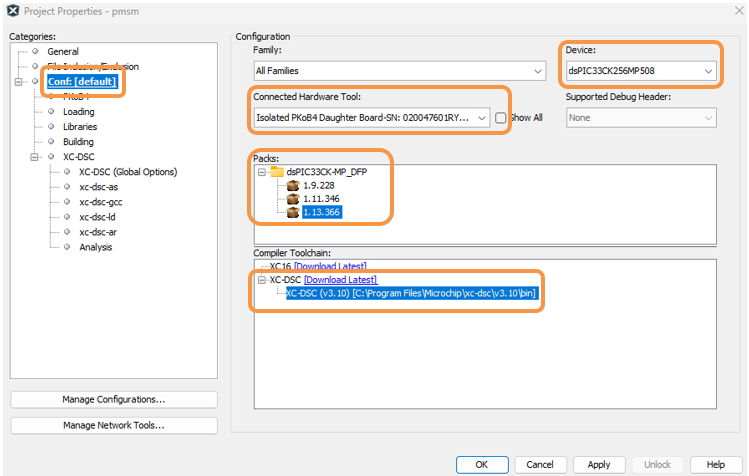 Project Properties - pmsm
Categories:
General
File Inclusion/Exclusion
Conf: [default]
PKoB4
Loading
Libraries
Building
XC-DSC
XC-DSC (Global Options)
xc-dsc-as
xc-dsc-gcc
xc-dsc-ld
xc-dsc-ar
Analysis
Manage Configurations...
Manage Network Tools...
Configuration
Family:
All Families
Device:
dsPIC33CK256MP508
Connected Hardware Tool:
Isolated PKoB4 Daughter Board-SN: 020047601RY...
Show All
Supported Debug Header:
None
Packs:
dsPIC33CK-MP_DFP
1.9.228
1.11.346
1.13.366
Compiler Toolchain:
XC16 [Download Latest]
XC-DSC [Download Latest]
XC-DSC (v3.10) [C:\Program Files\Microchip\xc-dsc\v3.10\bin]
OK
Cancel
Apply
Unlock
Help